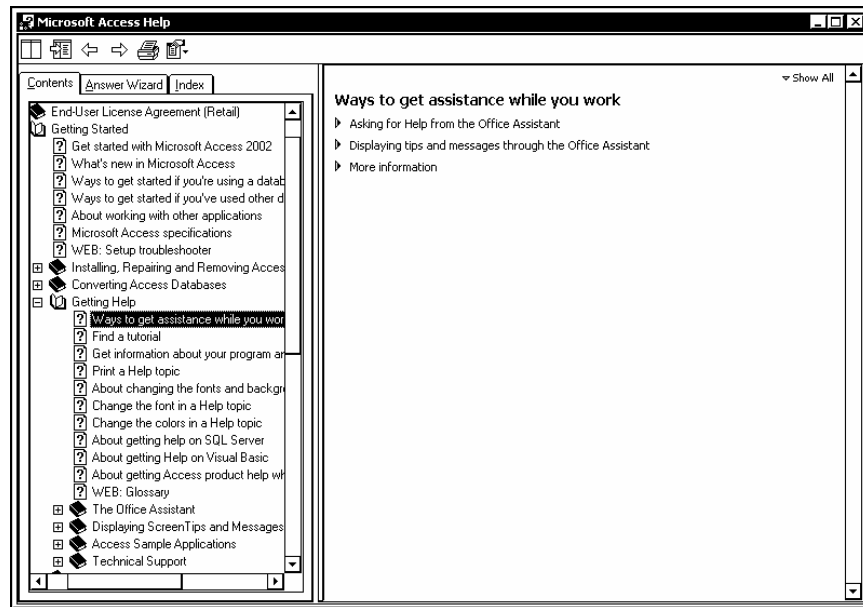 Microsoft Access Help
Contents Answer Wizard Index
End-User License Agreement (Retail)
Getting Started
Get started with Microsoft Access 2002
What's new in Microsoft Access
Ways to get started if you're using a datab
Ways to get started if you've used other d
About working with other applications
Microsoft Access specifications
WEB: Setup troubleshooter
Installing, Repairing and Removing Acces
Converting Access Databases
Getting Help
Ways to get assistance while you wor
Find a tutorial
Get information about your program an
Print a Help topic
About changing the fonts and backgr
Change the font in a Help topic
Change the colors in a Help topic
About getting help on SQL Server
About getting Help on Visual Basic
About getting Access product help wh
WEB: Glossary
The Office Assistant
Displaying ScreenTips and Messages
Access Sample Applications
Technical Support
Show All
Ways to get assistance while you work
Asking for Help from the Office Assistant
Displaying tips and messages through the Office Assistant
More information